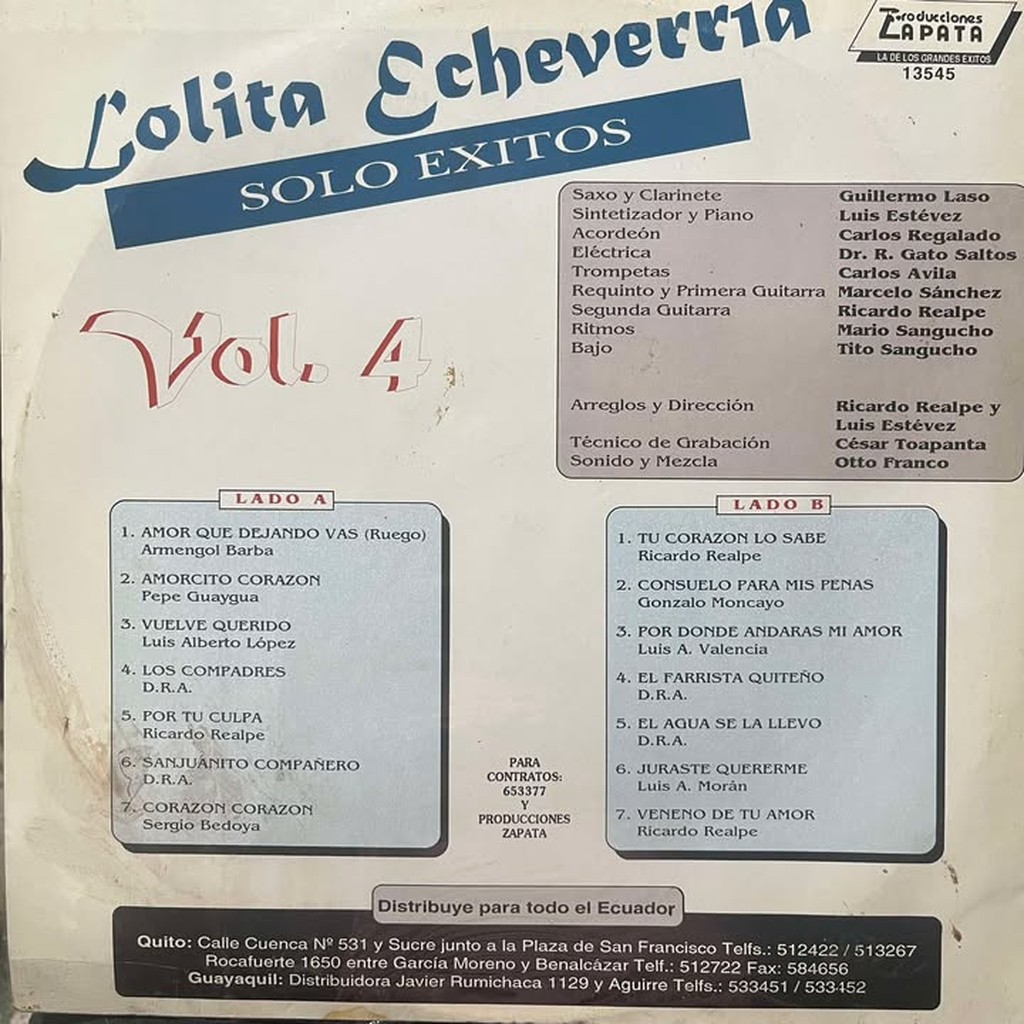 Lolita Echeverria
SOLO EXITOS
Producciones
ZAPATA
LA DE LOS GRANDES EXITOS
13545
Vol. 4
Saxo y Clarinete Guillermo Laso
Sintetizador y Piano Luis Estévez
Acordeón Carlos Regalado
Eléctrica Dr. R. Gato Saltos
Trompetas Carlos Avila
Requinto y Primera Guitarra Marcelo Sánchez
Segunda Guitarra Ricardo Realpe
Ritmos Mario Sangucho
Bajo Tito Sangucho
Arreglos y Dirección Ricardo Realpe y
Luis Estévez
Técnico de Grabación César Toapanta
Sonido y Mezcla Otto Franco
LADO A
1. AMOR QUE DEJANDO VAS (Ruego)
Armengol Barba
2. AMORCITO CORAZON
Pepe Guaygua
3. VUELVE QUERIDO
Luis Alberto López
4. LOS COMPADRES
D.R.A.
5. POR TU CULPA
Ricardo Realpe
6. SANJUÁNITO COMPAÑERO
D.R.A.
7. CORAZON CORAZON
Sergio Bedoya
LADO B
1. TU CORAZON LO SABE
Ricardo Realpe
2. CONSUELO PARA MIS PENAS
Gonzalo Moncayo
3. POR DONDE ANDARAS MI AMOR
Luis A. Valencia
4. EL FARRISTA QUITEÑO
D.R.A.
5. EL AGUA SE LA LLEVO
D.R.A.
6. JURASTE QUERERME
Luis A. Morán
7. VENENO DE TU AMOR
Ricardo Realpe
PARA
CONTRATOS:
653377
Y
PRODUCCIONES
ZAPATA
Distribuye para todo el Ecuador
Quito: Calle Cuenca Nº 531 y Sucre junto a la Plaza de San Francisco Telfs.: 512422 / 513267
Rocafuerte 1650 entre García Moreno y Benalcázar Telf.: 512722 Fax: 584656
Guayaquil: Distribuidora Javier Rumichaca 1129 y Aguirre Telfs.: 533451 / 533452